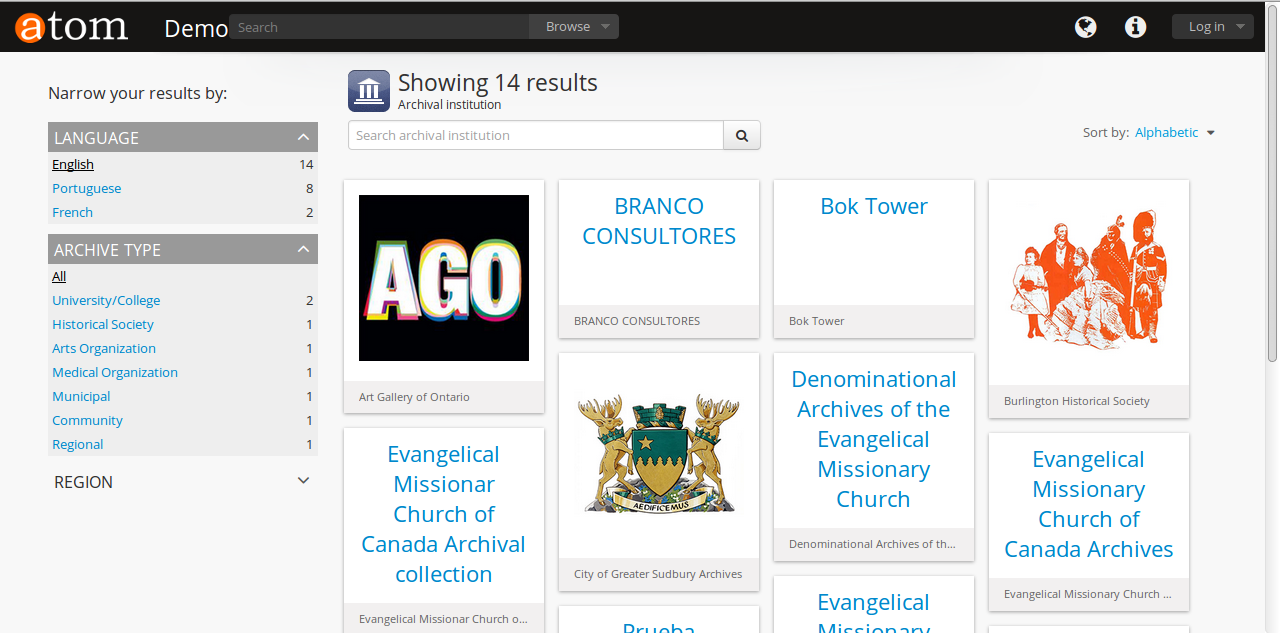 atom Demo Search Browse Log in
Narrow your results by:
LANGUAGE
English 14
Portuguese 8
French 2
ARCHIVE TYPE
All
University/College 2
Historical Society 1
Arts Organization 1
Medical Organization 1
Municipal 1
Community 1
Regional 1
REGION
Showing 14 results
Archival institution
Search archival institution
Sort by: Alphabetic
AGO
Art Gallery of Ontario
BRANCO
CONSULTORES
BRANCO CONSULTORES
Bok Tower
Bok Tower
Burlington Historical Society
Evangelical
Missionar
Church of
Canada Archival
collection
Evangelical Missionar Church o...
AEDIFICEMUS
City of Greater Sudbury Archives
Denominational
Archives of the
Evangelical
Missionary
Church
Denominational Archives of th...
Evangelical
Missionary
Church of
Canada Archives
Evangelical Missionary Church ...
Prueba
Evangelical
Missionary